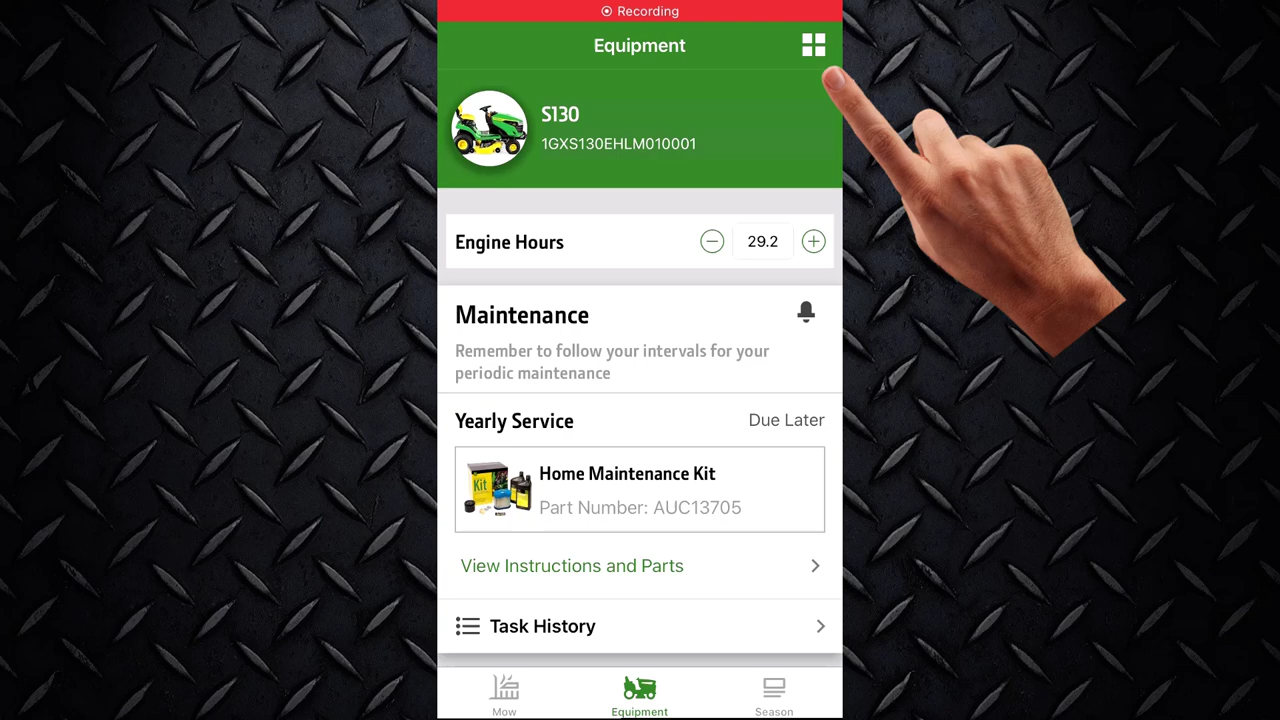 Recording
Equipment
S130
1GXS130EHLM010001
Engine Hours
29.2
Maintenance
Remember to follow your intervals for your
periodic maintenance
Yearly Service
Due Later
Kit
Home Maintenance Kit
Part Number: AUC13705
View Instructions and Parts
Task History
Mow
Equipment
Season